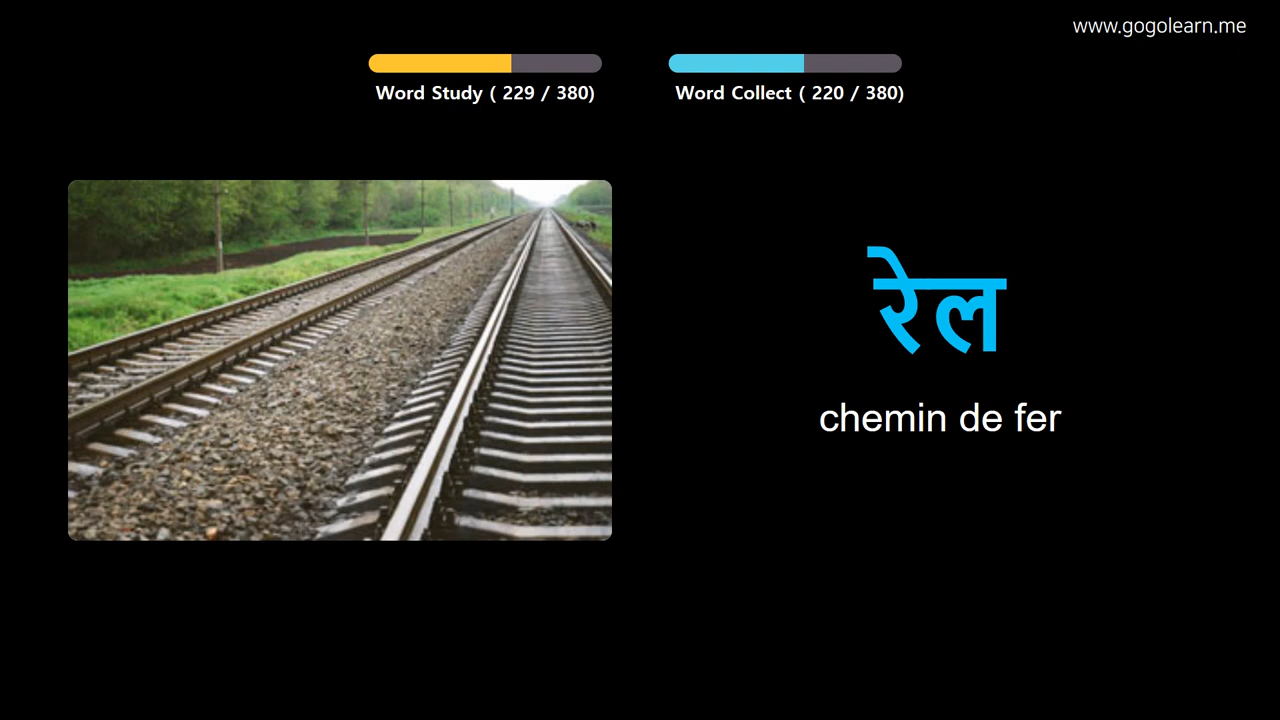 www.gogolearn.me
Word Study ( 229 / 380)
Word Collect ( 220 / 380)
रेल
chemin de fer